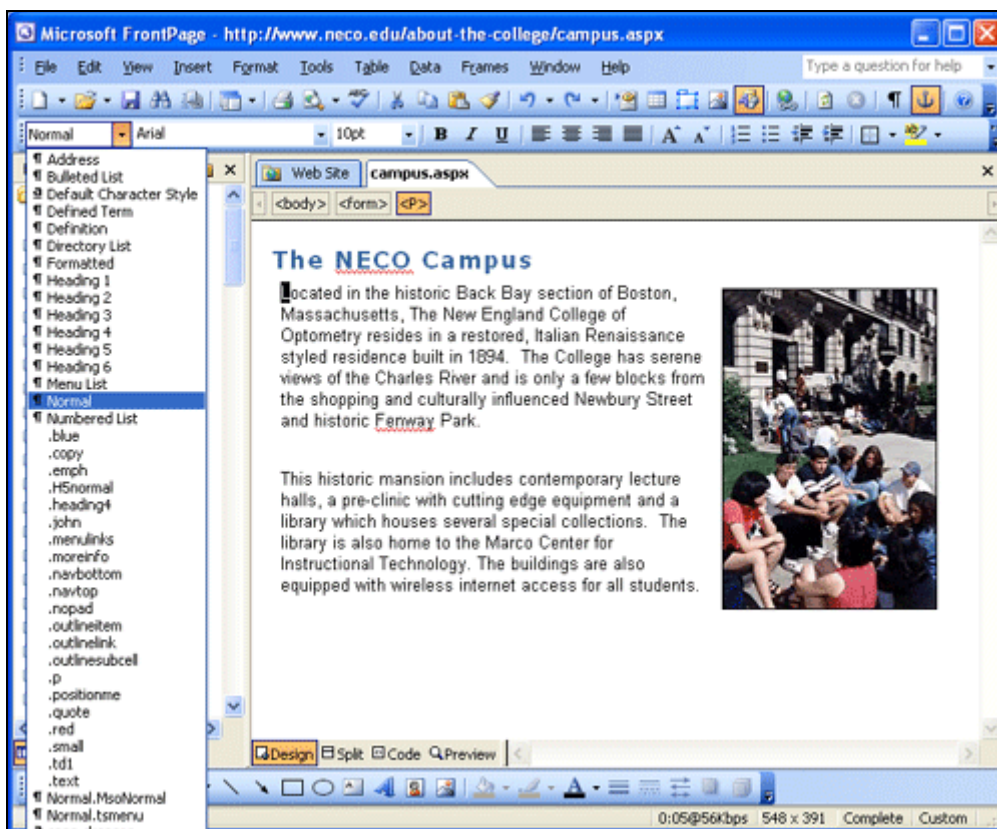 Microsoft FrontPage - http://www.neco.edu/about-the-college/campus.aspx
File Edit View Insert Format Tools Table Data Frames Window Help
Type a question for help
Normal Arial 10pt B I U A A A
Address
Bulleted List
a Default Character Style
Defined Term
Definition
Directory List
Formatted
Heading 1
Heading 2
Heading 3
Heading 4
Heading 5
Heading 6
Menu List
Normal
Numbered List
.blue
.copy
.emph
.H5normal
.heading4
.john
.menulinks
.moreinfo
.navbottom
.navtop
.nopad
.outlineitem
.outlinelink
.outlinesubcell
.p
.positionme
.quote
.red
.small
.td1
.text
Normal.MsoNormal
Normal.tsmenu
Web Site campus.aspx
<body> <form> <P>
The NECO Campus
Located in the historic Back Bay section of Boston,
Massachusetts, The New England College of
Optometry resides in a restored, Italian Renaissance
styled residence built in 1894. The College has serene
views of the Charles River and is only a few blocks from
the shopping and culturally influenced Newbury Street
and historic Fenway Park.
This historic mansion includes contemporary lecture
halls, a pre-clinic with cutting edge equipment and a
library which houses several special collections. The
library is also home to the Marco Center for
Instructional Technology. The buildings are also
equipped with wireless internet access for all students.
Design Split Code Preview
0:05@56Kbps 548 x 391 Complete Custom